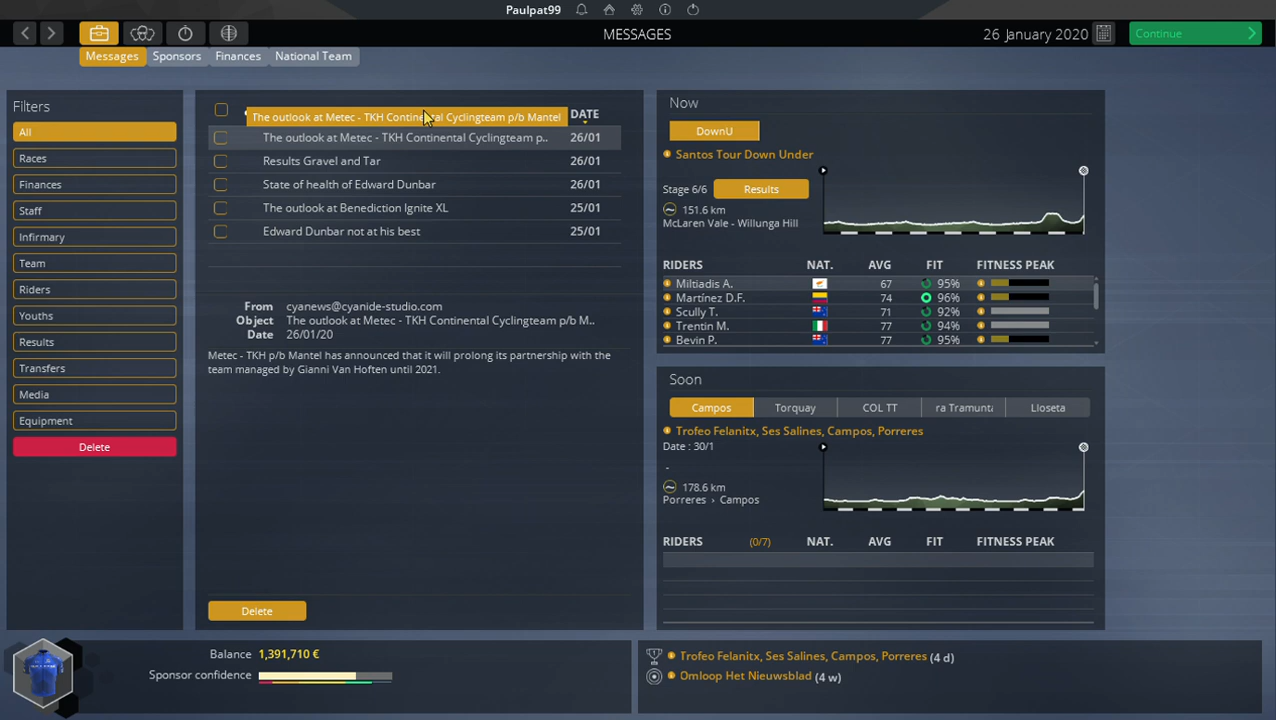 Paulpat99
MESSAGES
26 January 2020
Continue
Messages
Sponsors
Finances
National Team
Filters
All
Races
Finances
Staff
Infirmary
Team
Riders
Youths
Results
Transfers
Media
Equipment
Delete
DATE
The outlook at Metec - TKH Continental Cyclingteam p/b Mantel
The outlook at Metec - TKH Continental Cyclingteam p.. 26/01
Results Gravel and Tar 26/01
State of health of Edward Dunbar 26/01
The outlook at Benediction Ignite XL 25/01
Edward Dunbar not at his best 25/01
From cyanews@cyanide-studio.com
Object The outlook at Metec - TKH Continental Cyclingteam p/b M..
Date 26/01/20
Metec - TKH p/b Mantel has announced that it will prolong its partnership with the
team managed by Gianni Van Hoften until 2021.
Delete
Now
DownU
Santos Tour Down Under
Stage 6/6 Results
151.6 km
McLaren Vale - Willunga Hill
RIDERS NAT. AVG FIT FITNESS PEAK
Miltiadis A. 67 95%
Martínez D.F. 74 96%
Scully T. 71 92%
Trentin M. 77 94%
Bevin P. 77 95%
Soon
Campos Torquay COL TT ra Tramunta Lloseta
Trofeo Felanitx, Ses Salines, Campos, Porreres
Date : 30/1
-
178.6 km
Porreres › Campos
RIDERS (0/7) NAT. AVG FIT FITNESS PEAK
Balance 1,391,710 €
Sponsor confidence
Trofeo Felanitx, Ses Salines, Campos, Porreres (4 d)
Omloop Het Nieuwsblad (4 w)